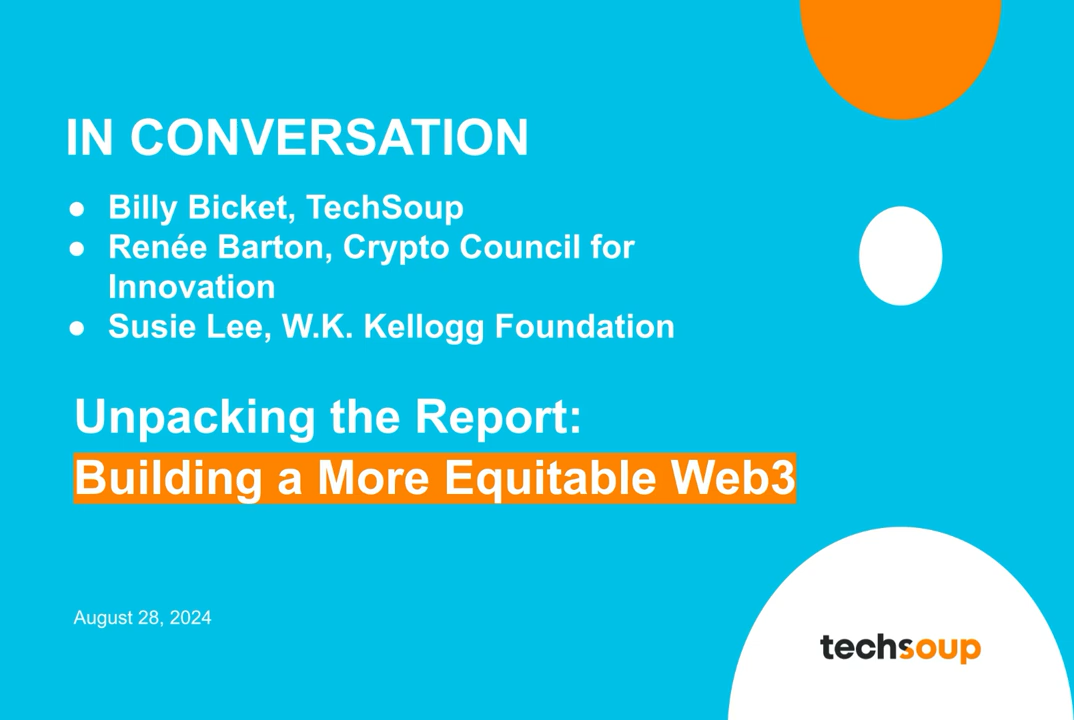 IN CONVERSATION
● Billy Bicket, TechSoup
● Renée Barton, Crypto Council for
Innovation
● Susie Lee, W.K. Kellogg Foundation
Unpacking the Report:
Building a More Equitable Web3
August 28, 2024
techsoup